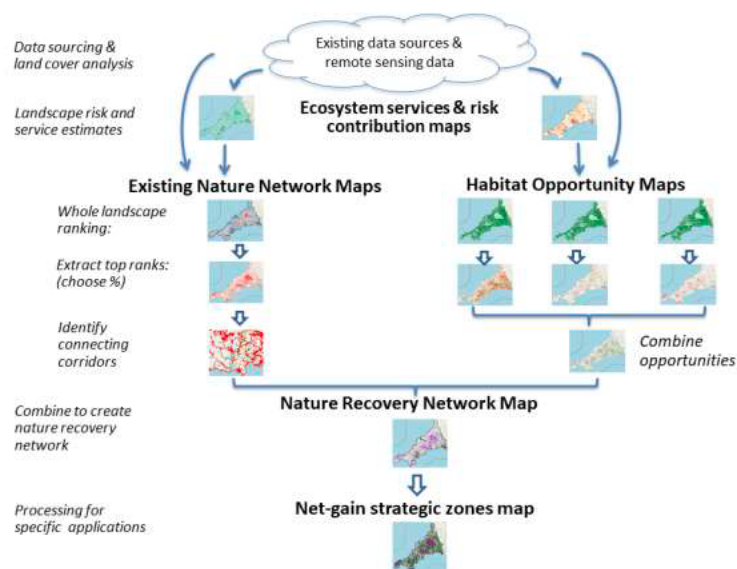 Data sourcing &
land cover analysis
Existing data sources &
remote sensing data
Landscape risk and
service estimates
Ecosystem services & risk
contribution maps
Existing Nature Network Maps
Habitat Opportunity Maps
Whole landscape
ranking:
Extract top ranks:
(choose %)
Identify
connecting
corridors
Combine
opportunities
Combine to create
nature recovery
network
Nature Recovery Network Map
Processing for
specific applications
Net-gain strategic zones map